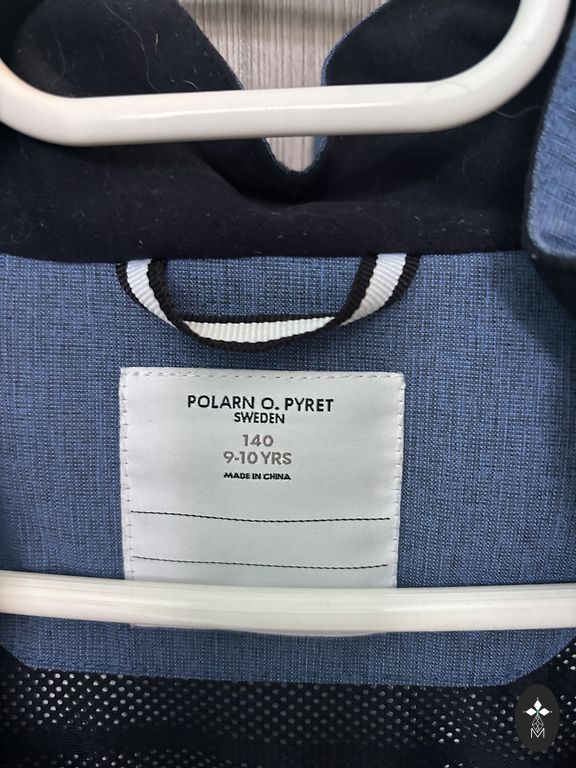 POLARN O. PYRET
SWEDEN
140
9-10 YRS
MADE IN CHINA
M